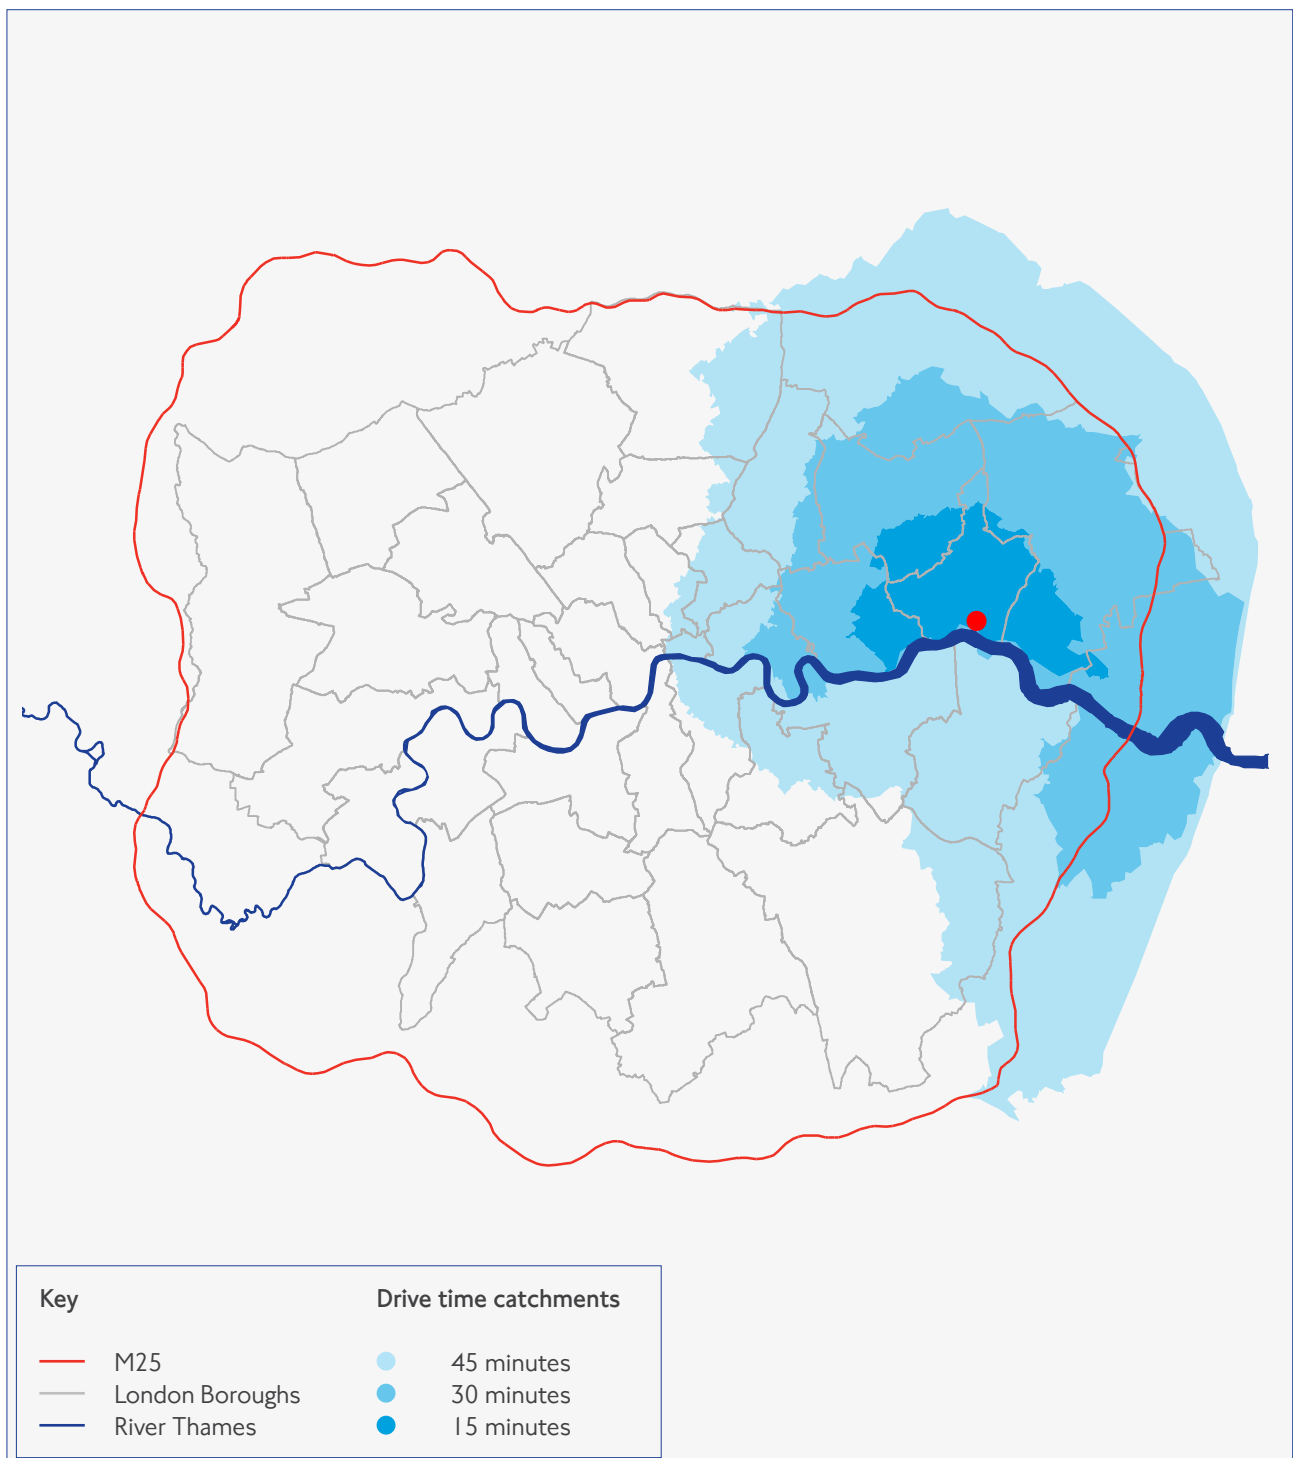 Key
M25
London Boroughs
River Thames
Drive time catchments
45 minutes
30 minutes
15 minutes